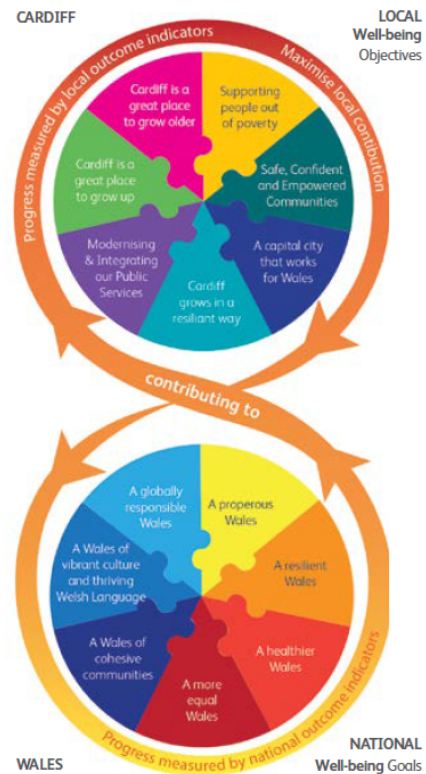 CARDIFF
LOCAL
Well-being
Objectives
Progress measured by local outcome indicators
Maximise local contibution
Cardiff is a
great place
to grow older
Supporting
people out
of poverty
Cardiff is a
great place
to grow up
Safe, Confident
and Empowered
Communities
Modernising
& Integrating
our Public
Services
A capital city
that works
for Wales
Cardiff
grows in a
resiliant way
contributing to
A globally
responsible
Wales
A properous
Wales
A Wales of
vibrant culture
and thriving
Welsh Language
A resilient
Wales
A Wales of
cohesive
communities
A healthier
Wales
A more
equal
Wales
Progress measured by national outcome indicators
WALES
NATIONAL
Well-being Goals